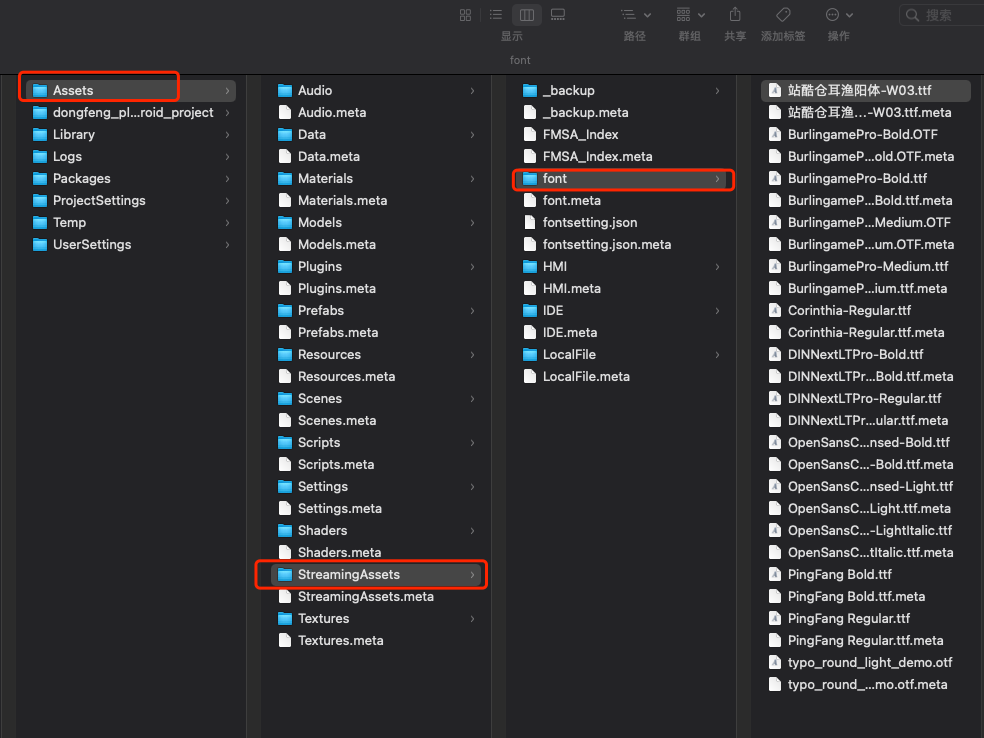 搜索
显示
路径
群组
共享
添加标签
操作
font
Assets
dongfeng_pl...roid_project
Library
Logs
Packages
ProjectSettings
Temp
UserSettings
Audio
Audio.meta
Data
Data.meta
Materials
Materials.meta
Models
Models.meta
Plugins
Plugins.meta
Prefabs
Prefabs.meta
Resources
Resources.meta
Scenes
Scenes.meta
Scripts
Scripts.meta
Settings
Settings.meta
Shaders
Shaders.meta
StreamingAssets
StreamingAssets.meta
Textures
Textures.meta
_backup
_backup.meta
FMSA_Index
FMSA_Index.meta
font
font.meta
fontsetting.json
fontsetting.json.meta
HMI
HMI.meta
IDE
IDE.meta
LocalFile
LocalFile.meta
站酷仓耳渔阳体-W03.ttf
站酷仓耳渔...-W03.ttf.meta
BurlingamePro-Bold.OTF
BurlingameP...old.OTF.meta
BurlingamePro-Bold.ttf
BurlingameP...Bold.ttf.meta
BurlingameP...Medium.OTF
BurlingameP...um.OTF.meta
BurlingamePro-Medium.ttf
BurlingameP...ium.ttf.meta
Corinthia-Regular.ttf
Corinthia-Regular.ttf.meta
DINNextLTPro-Bold.ttf
DINNextLTPr...Bold.ttf.meta
DINNextLTPro-Regular.ttf
DINNextLTPr...ular.ttf.meta
OpenSansC...nsed-Bold.ttf
OpenSansC...-Bold.ttf.meta
OpenSansC...nsed-Light.ttf
OpenSansC...Light.ttf.meta
OpenSansC...-LightItalic.ttf
OpenSansC...tItalic.ttf.meta
PingFang Bold.ttf
PingFang Bold.ttf.meta
PingFang Regular.ttf
PingFang Regular.ttf.meta
typo_round_light_demo.otf
typo_round_...mo.otf.meta